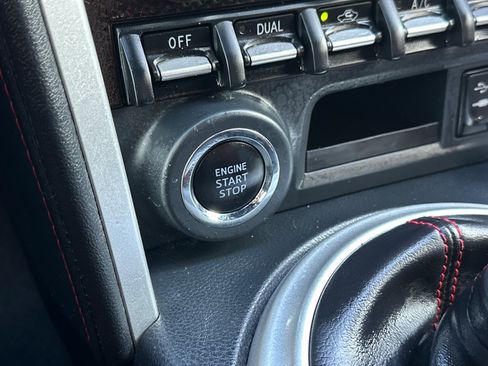 OFF
DUAL
A/C
ENGINE
START
STOP